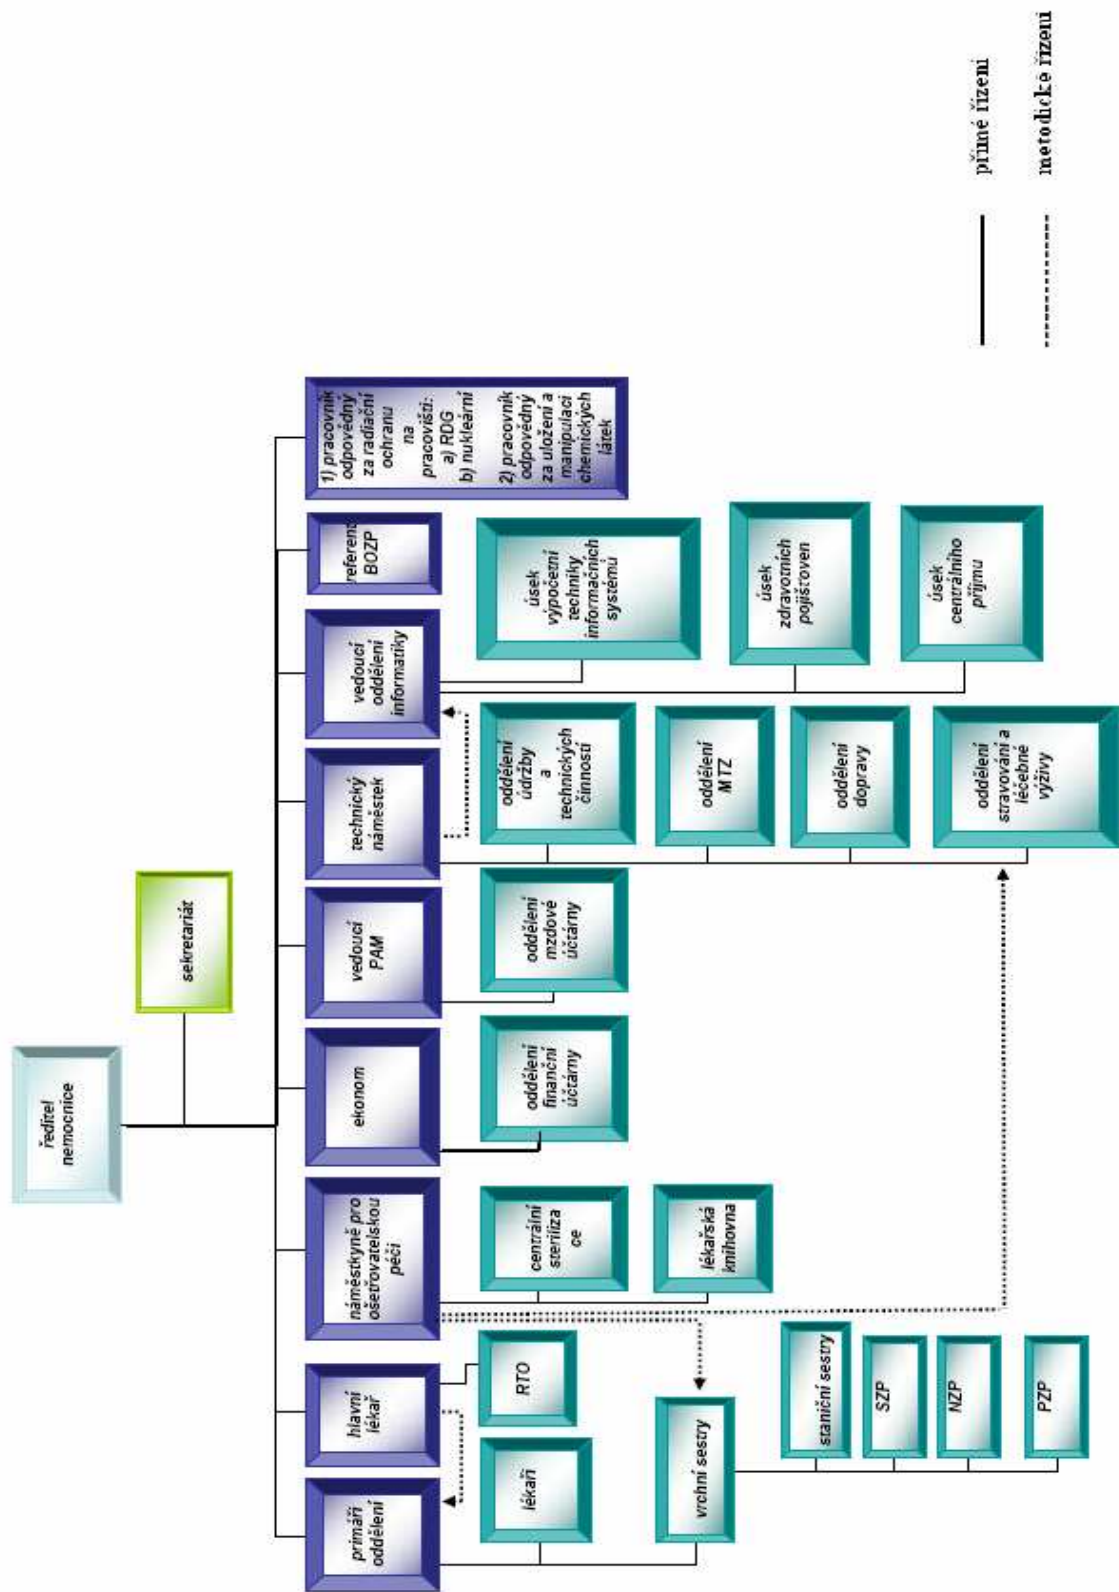 ředitel
nemocnice
sekretariát
primáři
oddělení
hlavní
lékař
náměstkyně pro
ošetřovatelskou
péči
ekonom
vedoucí
PAM
technický
náměstek
vedoucí
oddělení
informatiky
referent
BOZP
1) pracovník
odpovědný
za radiační
ochranu
na
pracovišti:
a) RDG
b) nukleární
2) pracovník
odpovědný
za uložení a
manipulaci
chemických
látek
lékaři
RTO
centrální
steriliza
ce
oddělení
finanční
účtárny
oddělení
mzdové
účtárny
oddělení
údržby
a
technických
činností
úsek
výpočetní
techniky
informačních
systémů
vrchní sestry
lékařská
knihovna
oddělení
MTZ
úsek
zdravotních
pojišťoven
staniční sestry
SZP
NZP
PZP
oddělení
dopravy
oddělení
stravování a
léčebné
výživy
úsek
centrálního
příjmu
přímé řízení
metodické řízení